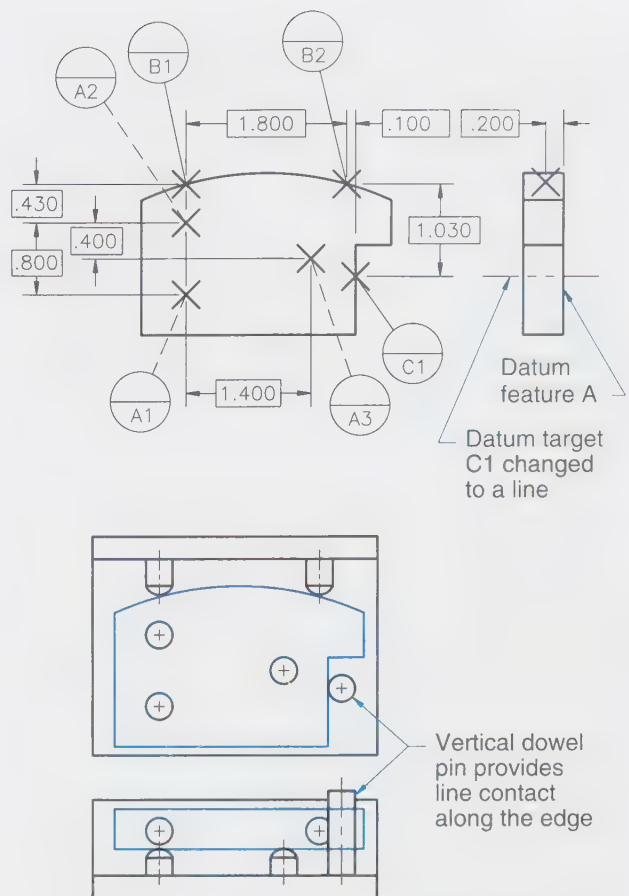 B1
B2
A2
1.800
.100
.200
.430
.400
1.030
.800
C1
1.400
A1
A3
Datum
feature A
Datum target
C1 changed
to a line
Vertical dowel
pin provides
line contact
along the edge